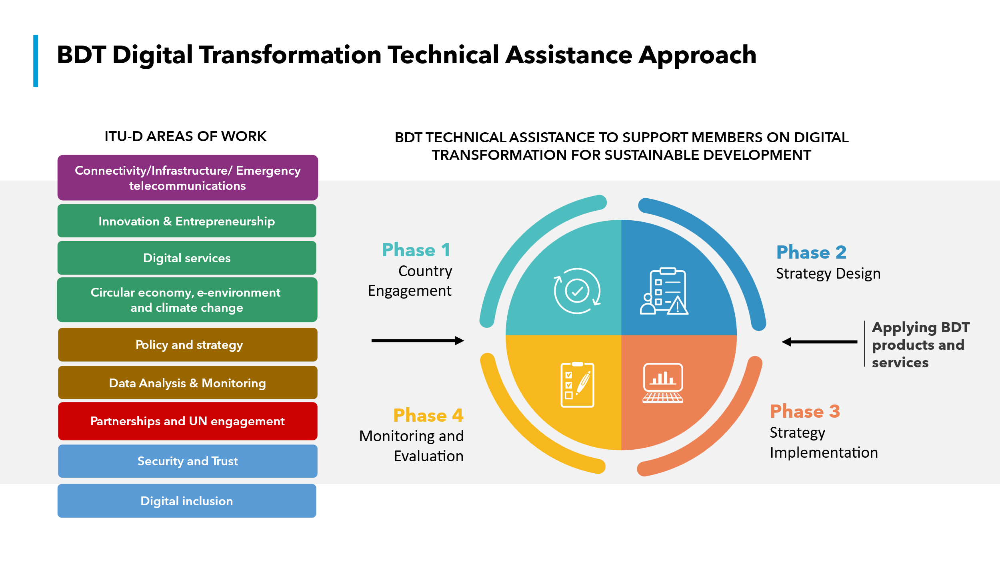 BDT Digital Transformation Technical Assistance Approach
ITU-D AREAS OF WORK
Connectivity/Infrastructure/ Emergency
telecommunications
Innovation & Entrepreneurship
Digital services
Circular economy, e-environment
and climate change
Policy and strategy
Data Analysis & Monitoring
Partnerships and UN engagement
Security and Trust
Digital inclusion
BDT TECHNICAL ASSISTANCE TO SUPPORT MEMBERS ON DIGITAL
TRANSFORMATION FOR SUSTAINABLE DEVELOPMENT
Phase 1
Country
Engagement
Phase 2
Strategy Design
Applying BDT
products and
services
Phase 3
Strategy
Implementation
Phase 4
Monitoring and
Evaluation